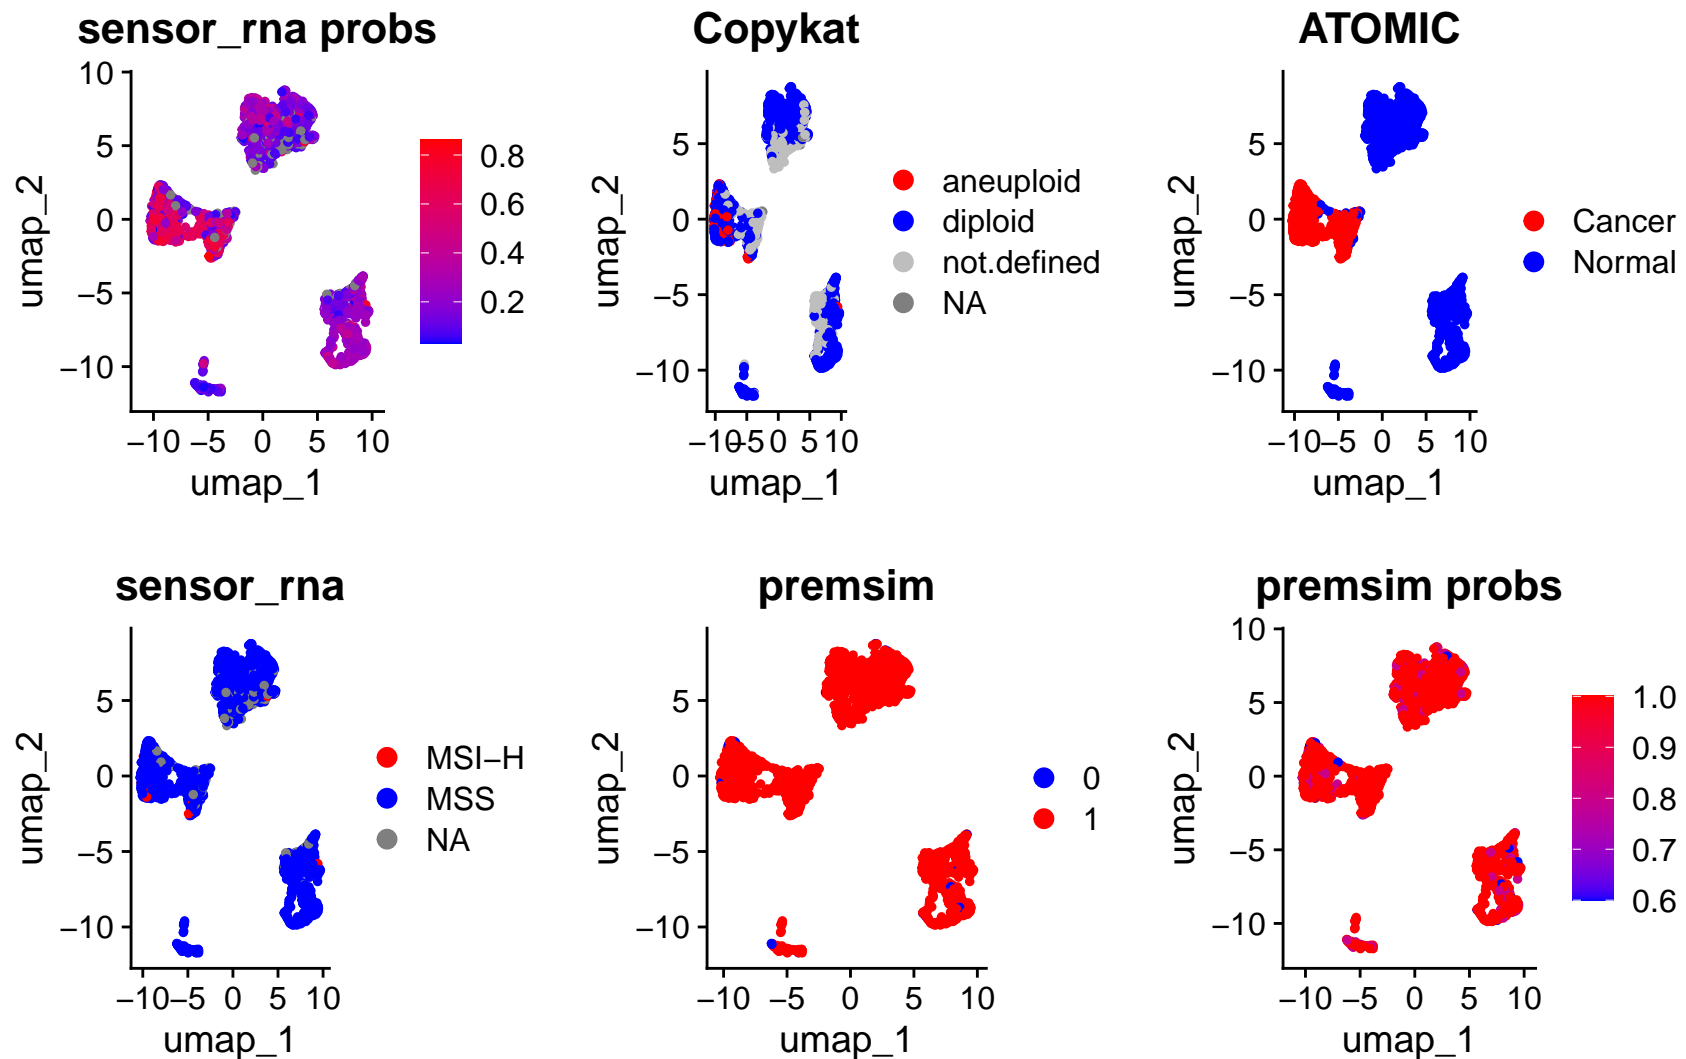 sensor_rna probs
Copykat
ATOMIC
10
5
0
−5
−10
umap_2
−10 −5 0 5 10
umap_1
0.8
0.6
0.4
0.2
5
0
−5
−10
umap_2
−10 −5 0 5 10
umap_1
aneuploid
diploid
not.defined
NA
5
0
−5
−10
umap_2
−10 −5 0 5 10
umap_1
Cancer
Normal
sensor_rna
premsim
premsim probs
5
0
−5
−10
umap_2
−10 −5 0 5 10
umap_1
MSI−H
MSS
NA
5
0
−5
−10
umap_2
−10 −5 0 5 10
umap_1
0
1
10
5
0
−5
−10
umap_2
−10 −5 0 5 10
umap_1
1.0
0.9
0.8
0.7
0.6